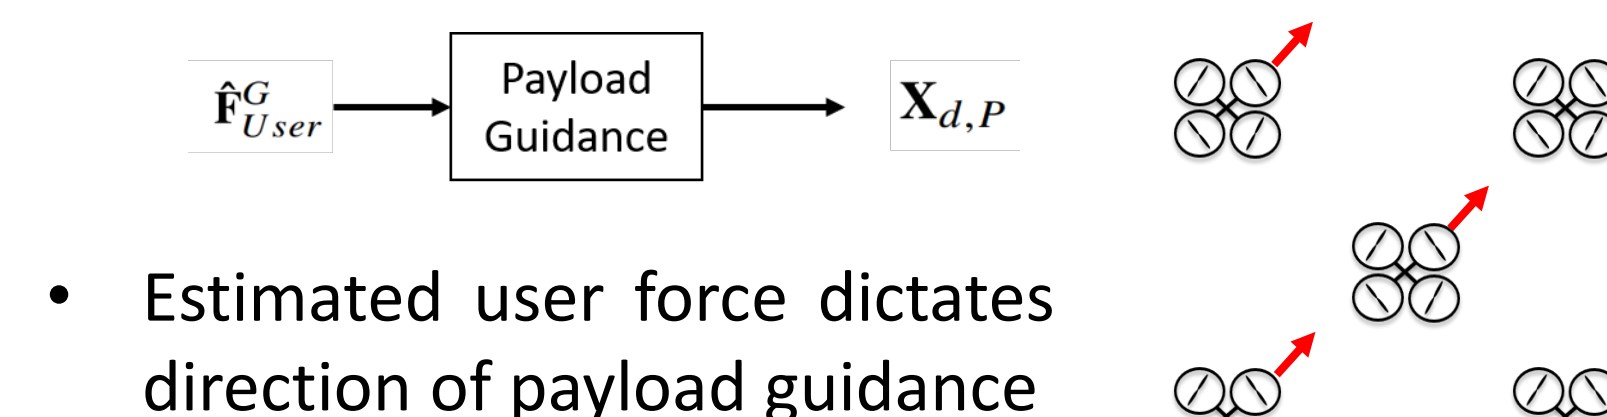 F̂^G_User
Payload
Guidance
X_d,P
• Estimated user force dictates
direction of payload guidance